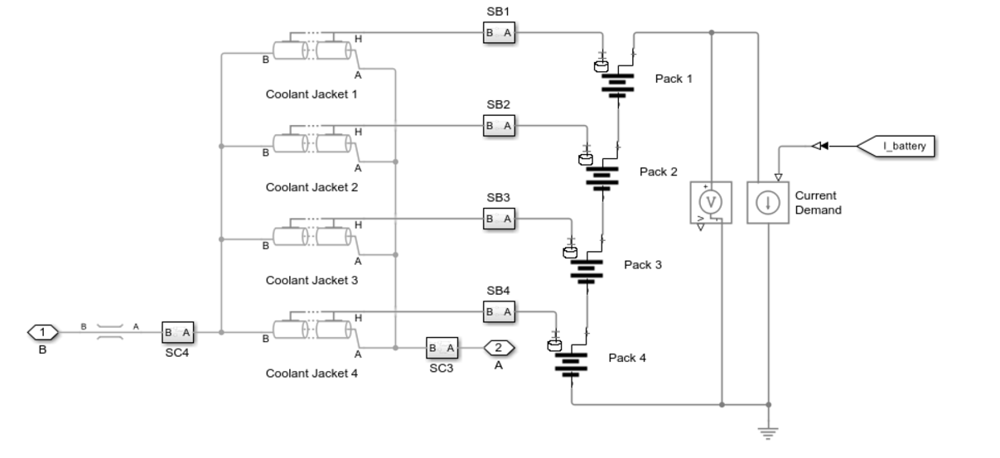 SB1
B A
H
B
A
Coolant Jacket 1
Pack 1
SB2
B A
H
B
A
Coolant Jacket 2
Pack 2
I_battery
SB3
B A
H
B
A
Coolant Jacket 3
Pack 3
+
V
-
V
Current
Demand
SB4
B A
H
B
A
Coolant Jacket 4
Pack 4
1
B
B A
B A
SC4
B A
SC3
2
A